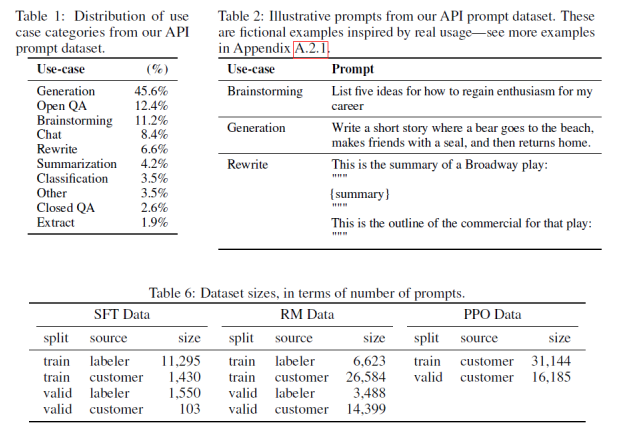 Table 1: Distribution of use
case categories from our API
prompt dataset.
Use-case (%)
Generation 45.6%
Open QA 12.4%
Brainstorming 11.2%
Chat 8.4%
Rewrite 6.6%
Summarization 4.2%
Classification 3.5%
Other 3.5%
Closed QA 2.6%
Extract 1.9%
Table 2: Illustrative prompts from our API prompt dataset. These
are fictional examples inspired by real usage—see more examples
in Appendix A.2.1.
Use-case Prompt
Brainstorming List five ideas for how to regain enthusiasm for my
career
Generation Write a short story where a bear goes to the beach,
makes friends with a seal, and then returns home.
Rewrite This is the summary of a Broadway play:
"""
{summary}
"""
This is the outline of the commercial for that play:
"""
Table 6: Dataset sizes, in terms of number of prompts.
SFT Data RM Data PPO Data
split source size split source size split source size
train labeler 11,295 train labeler 6,623 train customer 31,144
train customer 1,430 train customer 26,584 valid customer 16,185
valid labeler 1,550 valid labeler 3,488
valid customer 103 valid customer 14,399